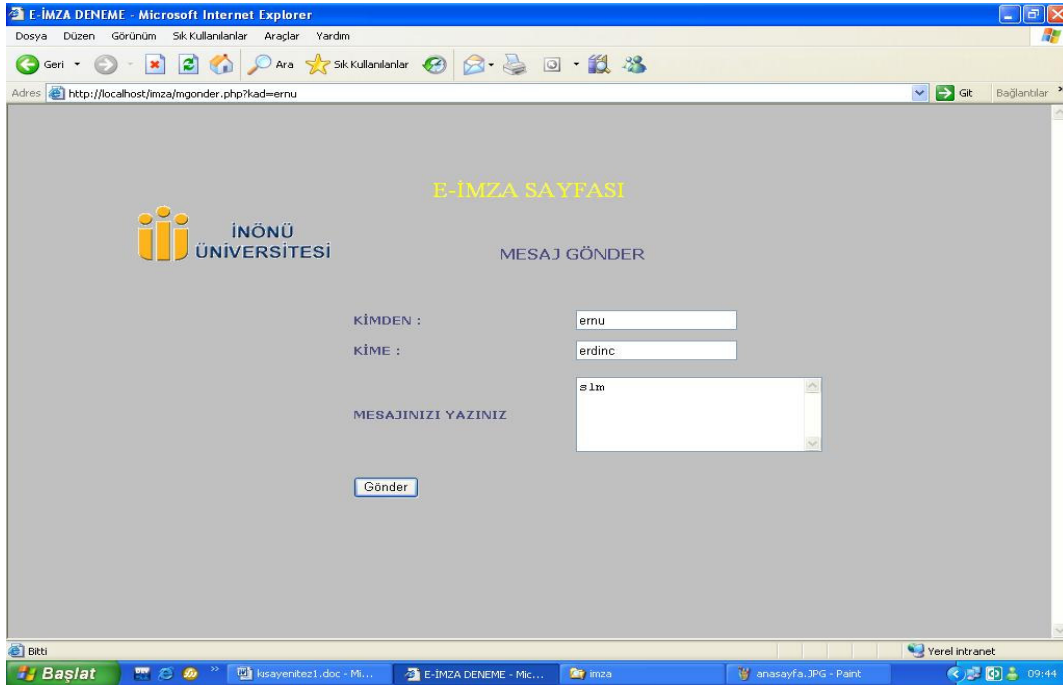 E-İMZA DENEME - Microsoft Internet Explorer
Dosya Düzen Görünüm Sık Kullanılanlar Araçlar Yardım
Geri Ara Sık Kullanılanlar
Adres http://localhost/imza/mgonder.php?kad=ernu Git Bağlantılar
E-İMZA SAYFASI
İNÖNÜ
ÜNİVERSİTESİ
MESAJ GÖNDER
KİMDEN : ernu
KİME : erdinc
slm
MESAJINIZI YAZINIZ
Gönder
Bitti Yerel intranet
Başlat kısayenitez1.doc - Mi... E-İMZA DENEME - Mic... imza anasayfa.JPG - Paint 09:44